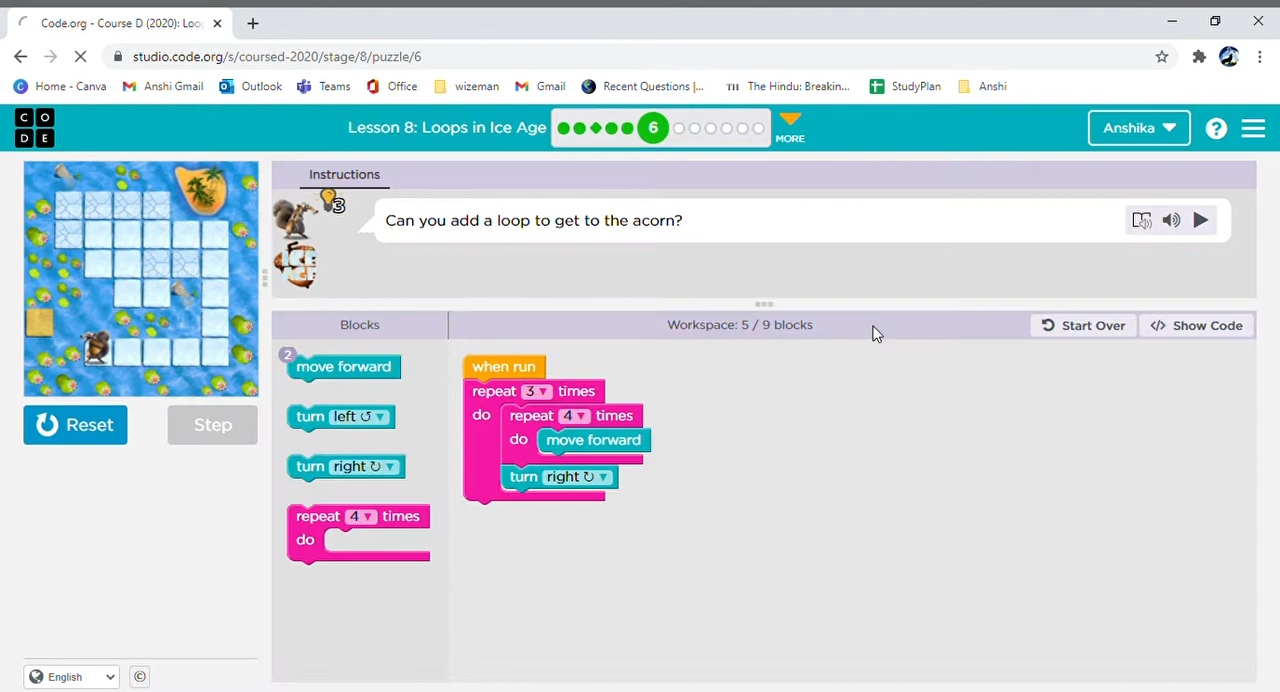 Code.org - Course D (2020): Loo
studio.code.org/s/coursed-2020/stage/8/puzzle/6
Home - Canva Anshi Gmail Outlook Teams Office wizeman Gmail Recent Questions |... TH The Hindu: Breakin... StudyPlan Anshi
C O
D E
Lesson 8: Loops in Ice Age 6 MORE Anshika ?
Instructions
3
Can you add a loop to get to the acorn?
ICE
AGE
Blocks Workspace: 5 / 9 blocks Start Over </> Show Code
2
move forward
turn left
turn right
repeat 4 times
do
when run
repeat 3 times
do repeat 4 times
do move forward
turn right
Reset Step
English ©